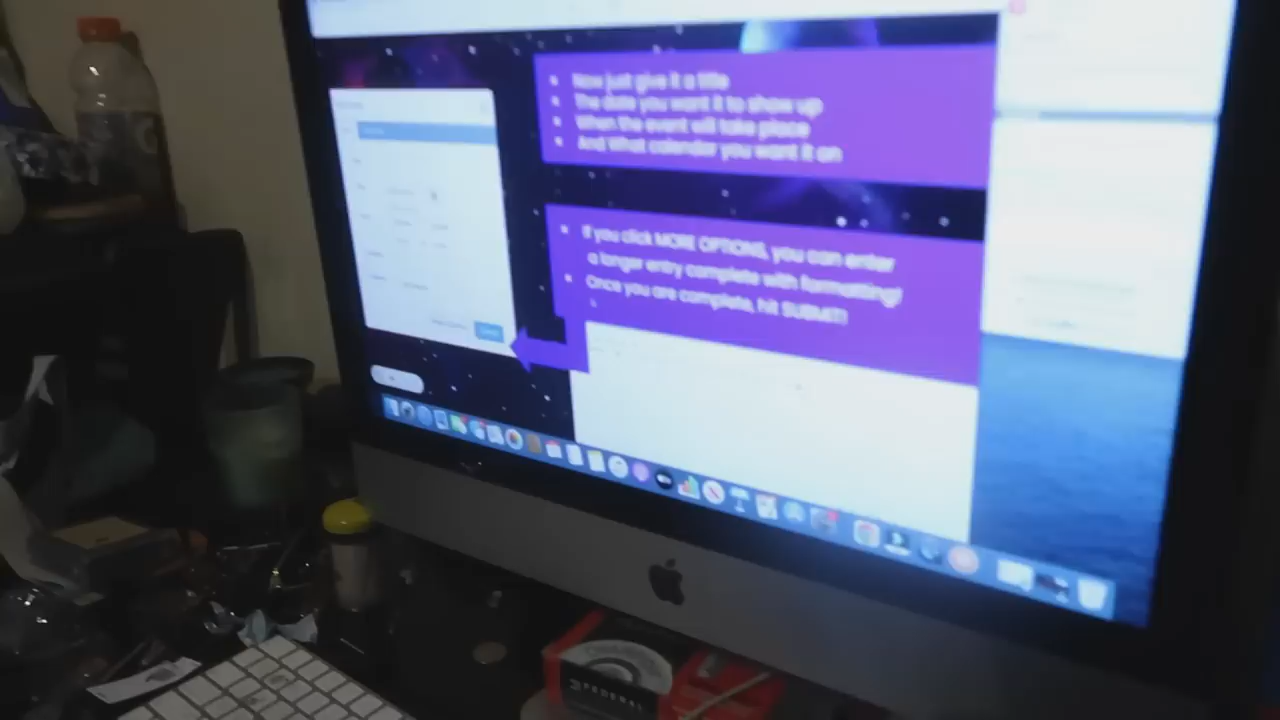 Now just give it a title
The date you want it to show up
When the event will take place
And What calendar you want it on
If you click MORE OPTIONS, you can enter
a longer entry complete with formatting!
Once you are complete, hit SUBMIT!
FEDERAL